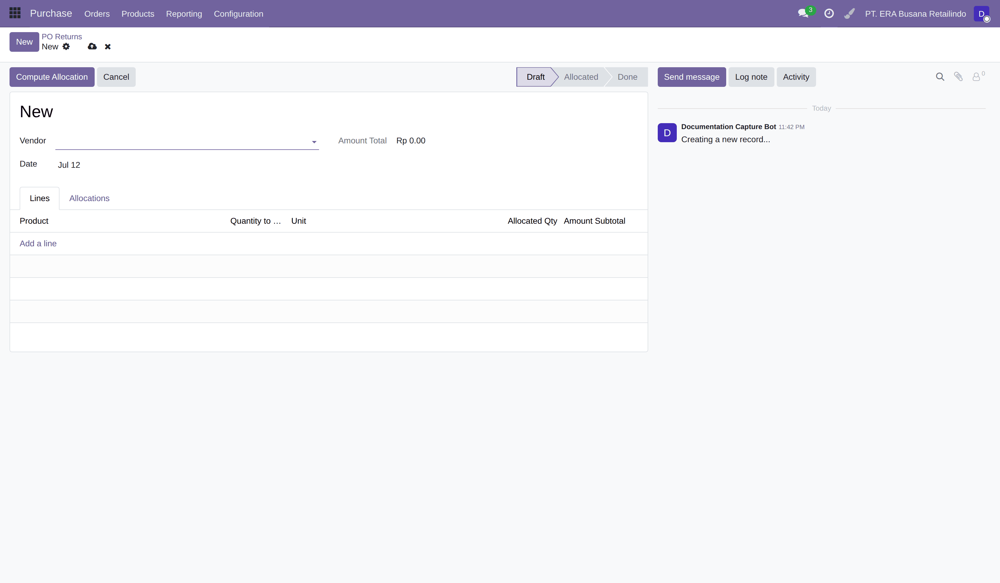 Purchase Orders Products Reporting Configuration 3 PT. ERA Busana Retailindo D
New PO Returns
New
Compute Allocation Cancel Draft Allocated Done Send message Log note Activity 0
New
Today
Documentation Capture Bot 11:42 PM
D
Creating a new record...
Vendor Amount Total Rp 0.00
Date Jul 12
Lines Allocations
Product Quantity to … Unit Allocated Qty Amount Subtotal
Add a line